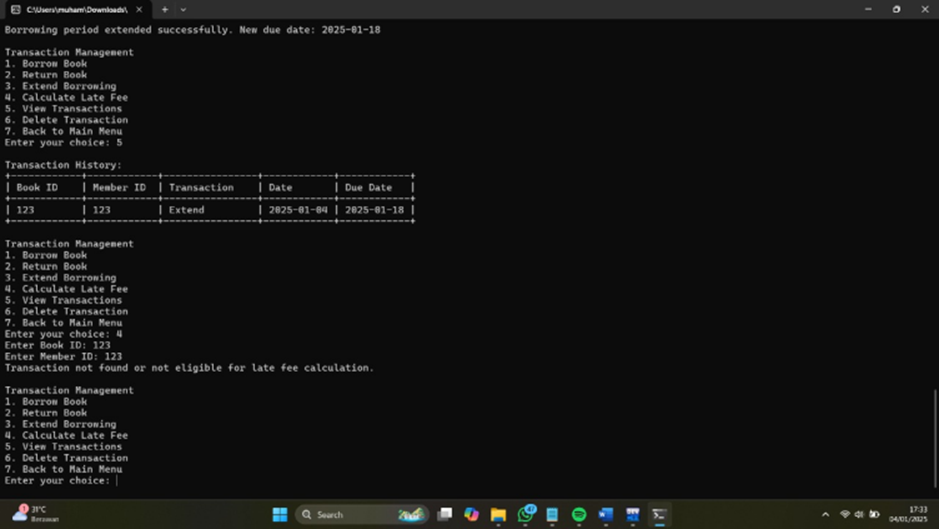 C:\Users\muham\Downloads\
Borrowing period extended successfully. New due date: 2025-01-18
Transaction Management
1. Borrow Book
2. Return Book
3. Extend Borrowing
4. Calculate Late Fee
5. View Transactions
6. Delete Transaction
7. Back to Main Menu
Enter your choice: 5
Transaction History:
+-----------+-----------+--------------+------------+------------+
| Book ID | Member ID | Transaction | Date | Due Date |
+-----------+-----------+--------------+------------+------------+
| 123 | 123 | Extend | 2025-01-04 | 2025-01-18 |
+-----------+-----------+--------------+------------+------------+
Transaction Management
1. Borrow Book
2. Return Book
3. Extend Borrowing
4. Calculate Late Fee
5. View Transactions
6. Delete Transaction
7. Back to Main Menu
Enter your choice: 4
Enter Book ID: 123
Enter Member ID: 123
Transaction not found or not eligible for late fee calculation.
Transaction Management
1. Borrow Book
2. Return Book
3. Extend Borrowing
4. Calculate Late Fee
5. View Transactions
6. Delete Transaction
7. Back to Main Menu
Enter your choice:
31°C
Berawan
Search
17:33
04/01/2025